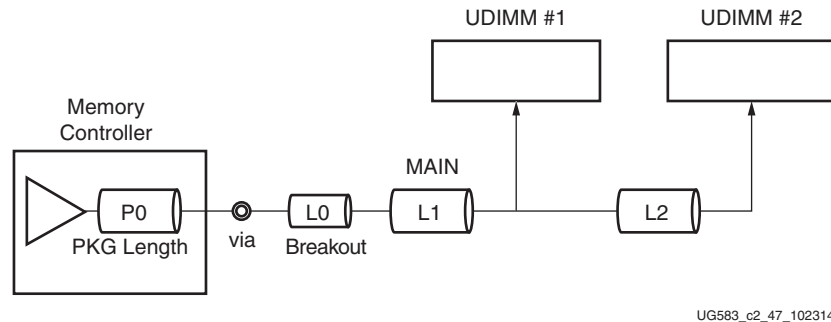 UDIMM #1
UDIMM #2
Memory
Controller
MAIN
P0
L0
L1
L2
PKG Length
via
Breakout
UG583_c2_47_102314